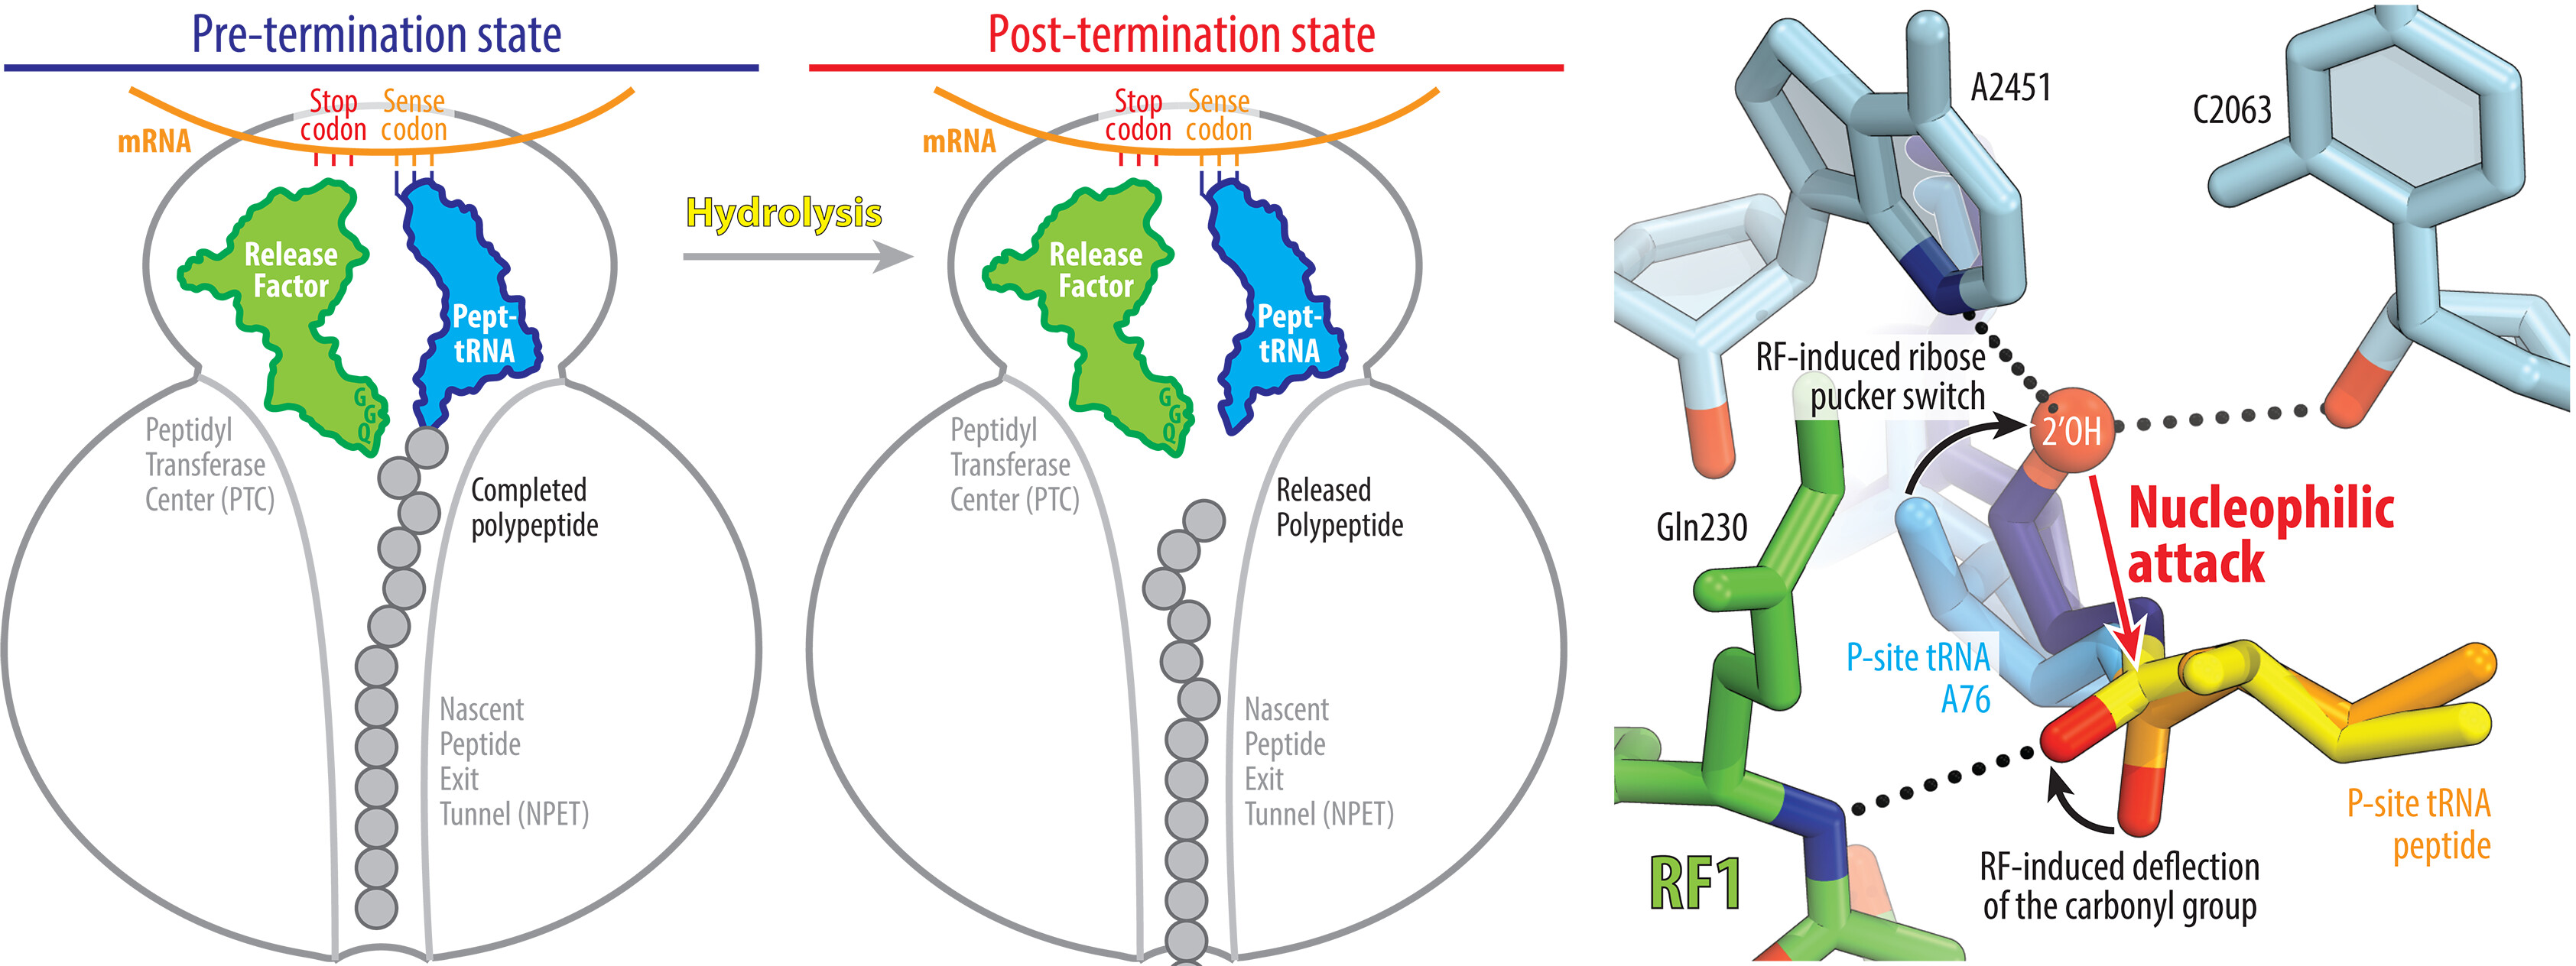 Pre-termination state
Stop
codon
Sense
codon
mRNA
Release
Factor
Pept-
tRNA
G
G
Q
Peptidyl
Transferase
Center (PTC)
Completed
polypeptide
Nascent
Peptide
Exit
Tunnel (NPET)
Hydrolysis
Post-termination state
Stop
codon
Sense
codon
mRNA
Release
Factor
Pept-
tRNA
G
G
Q
Peptidyl
Transferase
Center (PTC)
Released
Polypeptide
Nascent
Peptide
Exit
Tunnel (NPET)
A2451
C2063
RF-induced ribose
pucker switch
2'OH
Gln230
Nucleophilic
attack
P-site tRNA
A76
P-site tRNA
peptide
RF1
RF-induced deflection
of the carbonyl group